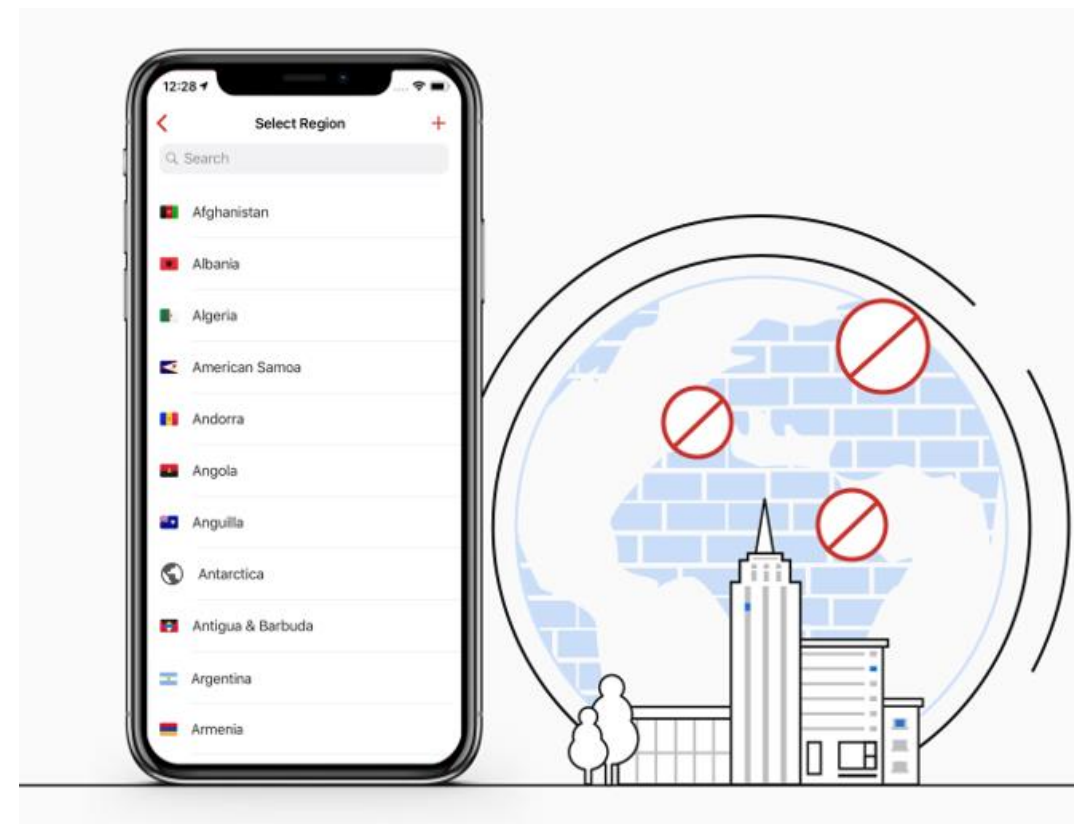 12:28
Select Region
Search
Afghanistan
Albania
Algeria
American Samoa
Andorra
Angola
Anguilla
Antarctica
Antigua & Barbuda
Argentina
Armenia